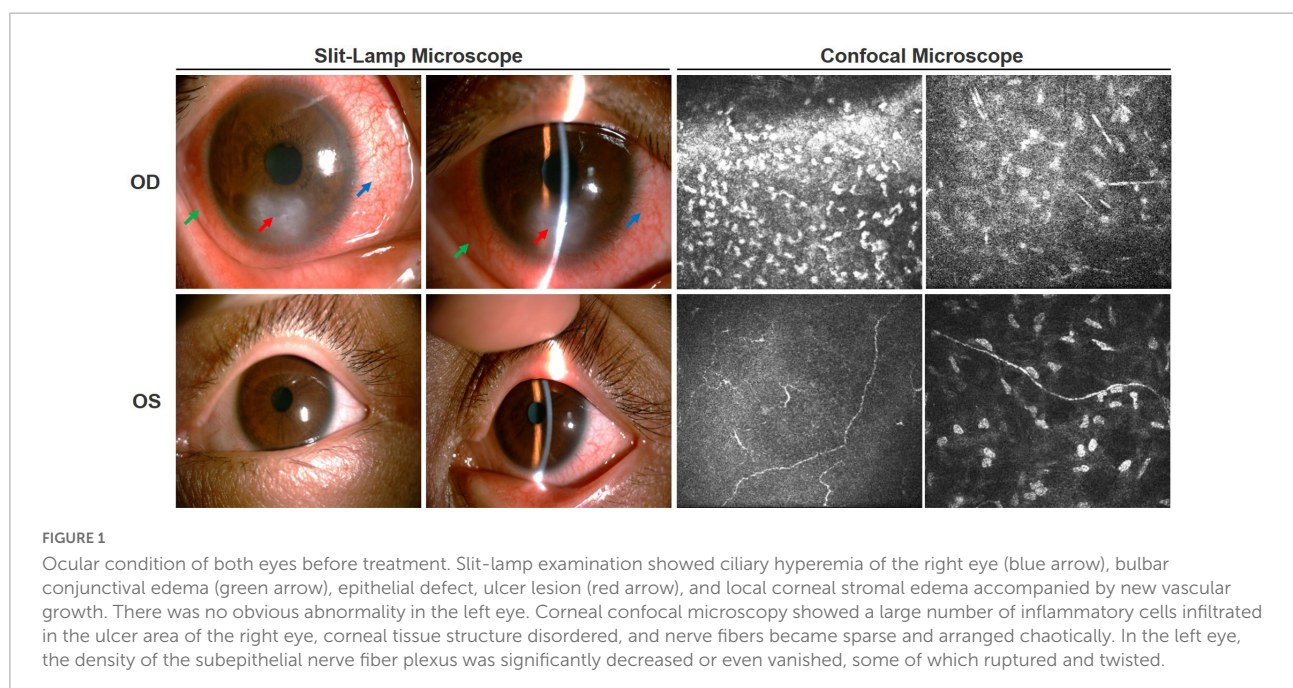 Slit-Lamp Microscope
Confocal Microscope
OD
OS
FIGURE 1
Ocular condition of both eyes before treatment. Slit-lamp examination showed ciliary hyperemia of the right eye (blue arrow), bulbar
conjunctival edema (green arrow), epithelial defect, ulcer lesion (red arrow), and local corneal stromal edema accompanied by new vascular
growth. There was no obvious abnormality in the left eye. Corneal confocal microscopy showed a large number of inflammatory cells infiltrated
in the ulcer area of the right eye, corneal tissue structure disordered, and nerve fibers became sparse and arranged chaotically. In the left eye,
the density of the subepithelial nerve fiber plexus was significantly decreased or even vanished, some of which ruptured and twisted.